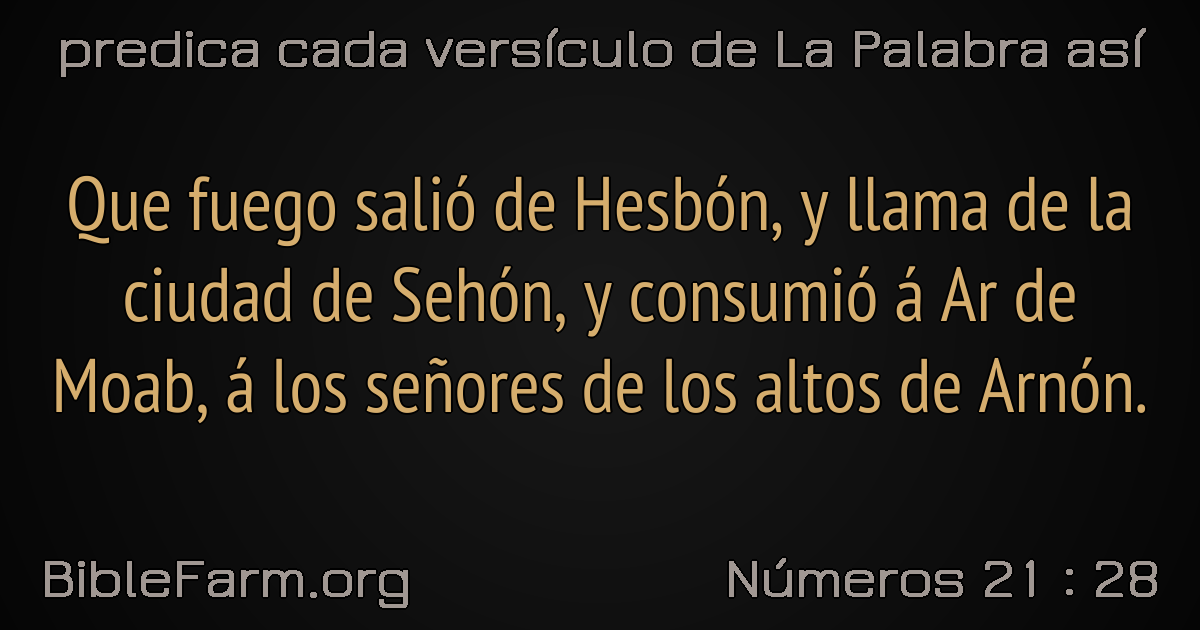 predica cada versículo de La Palabra así
Que fuego salió de Hesbón, y llama de la
ciudad de Sehón, y consumió á Ar de
Moab, á los señores de los altos de Arnón.
BibleFarm.org
Números 21 : 28